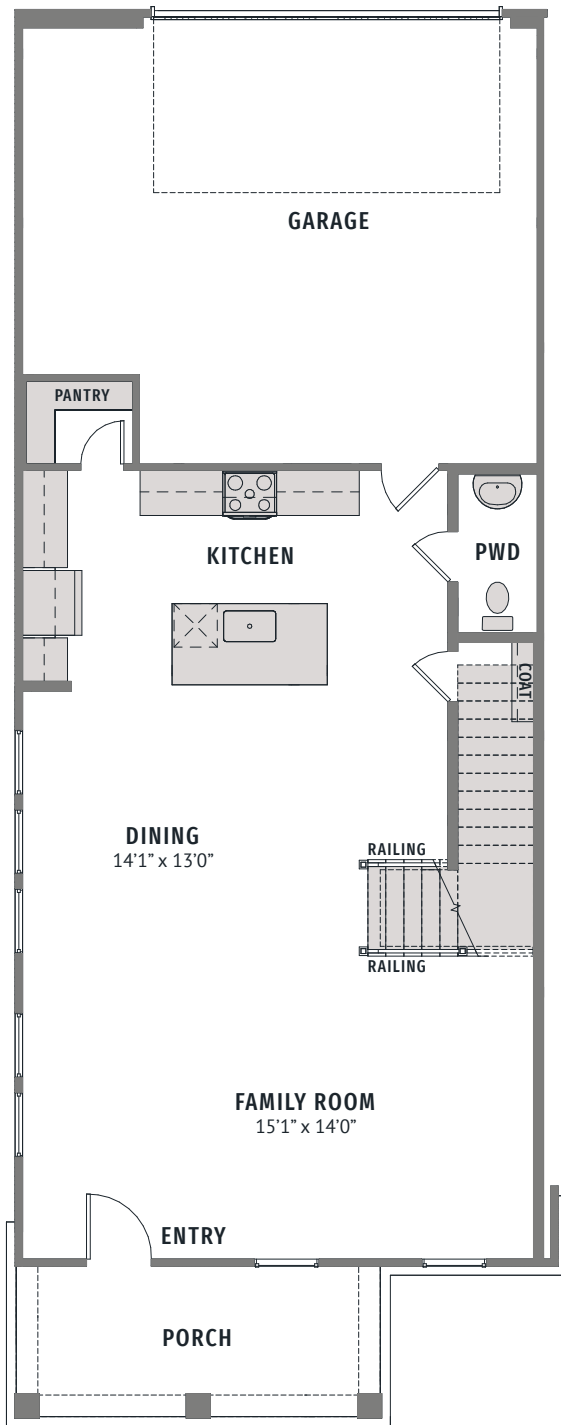 GARAGE
PANTRY
KITCHEN
PWD
COAT
DINING
14'1” x 13'0”
RAILING
RAILING
FAMILY ROOM
15'1” x 14'0”
ENTRY
PORCH